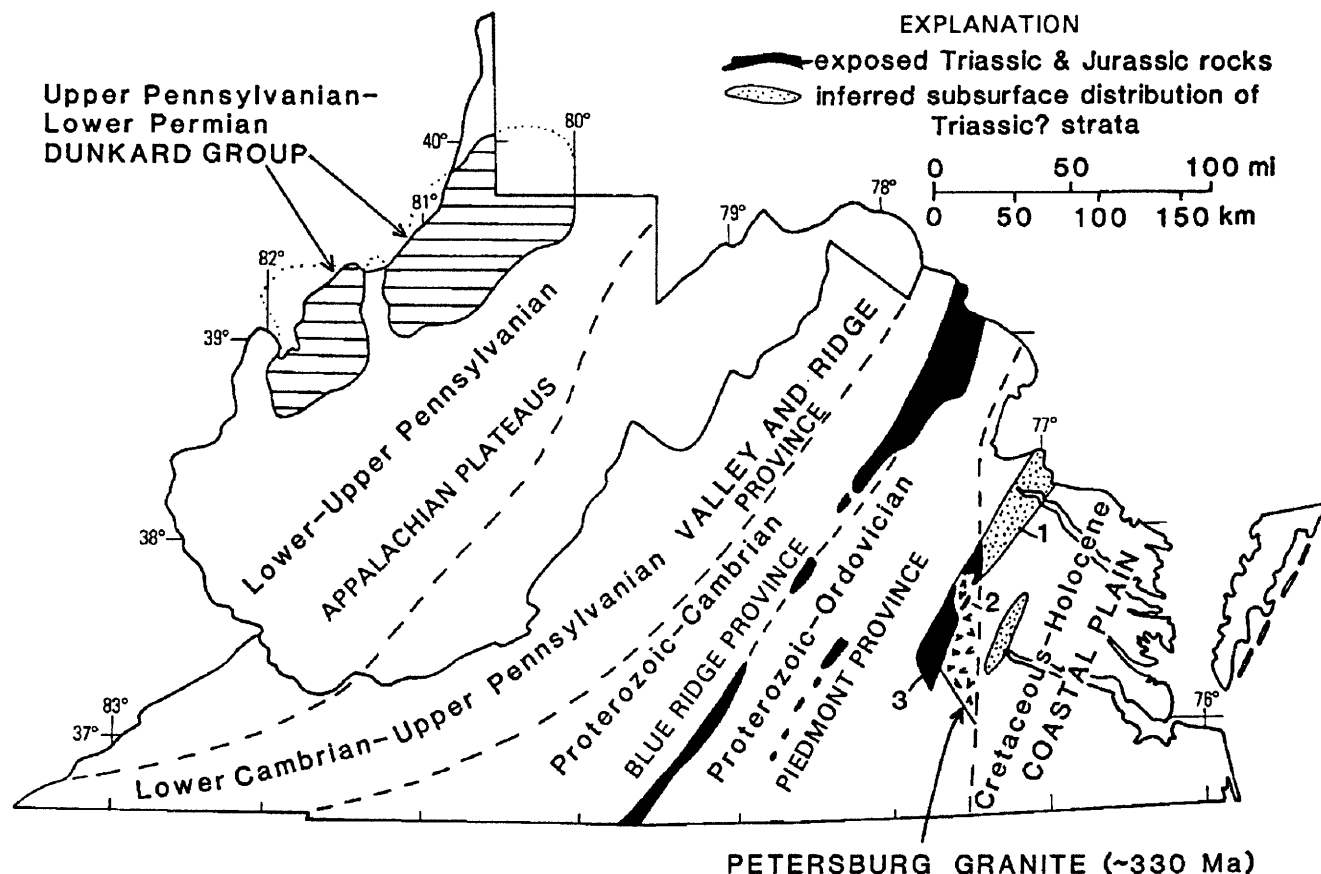 EXPLANATION
exposed Triassic & Jurassic rocks
inferred subsurface distribution of
Triassic? strata
0 50 100 mi
0 50 100 150 km
Upper Pennsylvanian-
Lower Permian
DUNKARD GROUP
40°
80°
81°
82°
79°
78°
39°
77°
38°
83°
37°
76°
Lower-Upper Pennsylvanian
APPALACHIAN PLATEAUS
Lower Cambrian-Upper Pennsylvanian
VALLEY AND RIDGE
PROVINCE
Proterozoic-Cambrian
BLUE RIDGE PROVINCE
Proterozoic-Ordovician
PIEDMONT PROVINCE
Cretaceous-Holocene
COASTAL PLAIN
1
2
3
PETERSBURG GRANITE (~330 Ma)